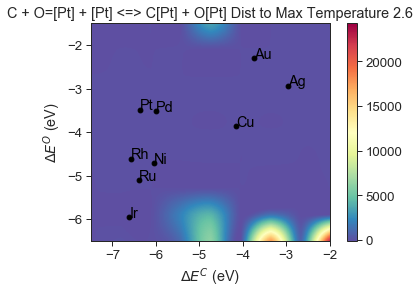 C + O=[Pt] + [Pt] <=> C[Pt] + O[Pt] Dist to Max Temperature 2.6
−2
−3
−4
−5
−6
ΔE^O (eV)
Au
Ag
Pt
Pd
Cu
Rh
Ni
Ru
Ir
−7
−6
−5
−4
−3
−2
ΔE^C (eV)
20000
15000
10000
5000
0